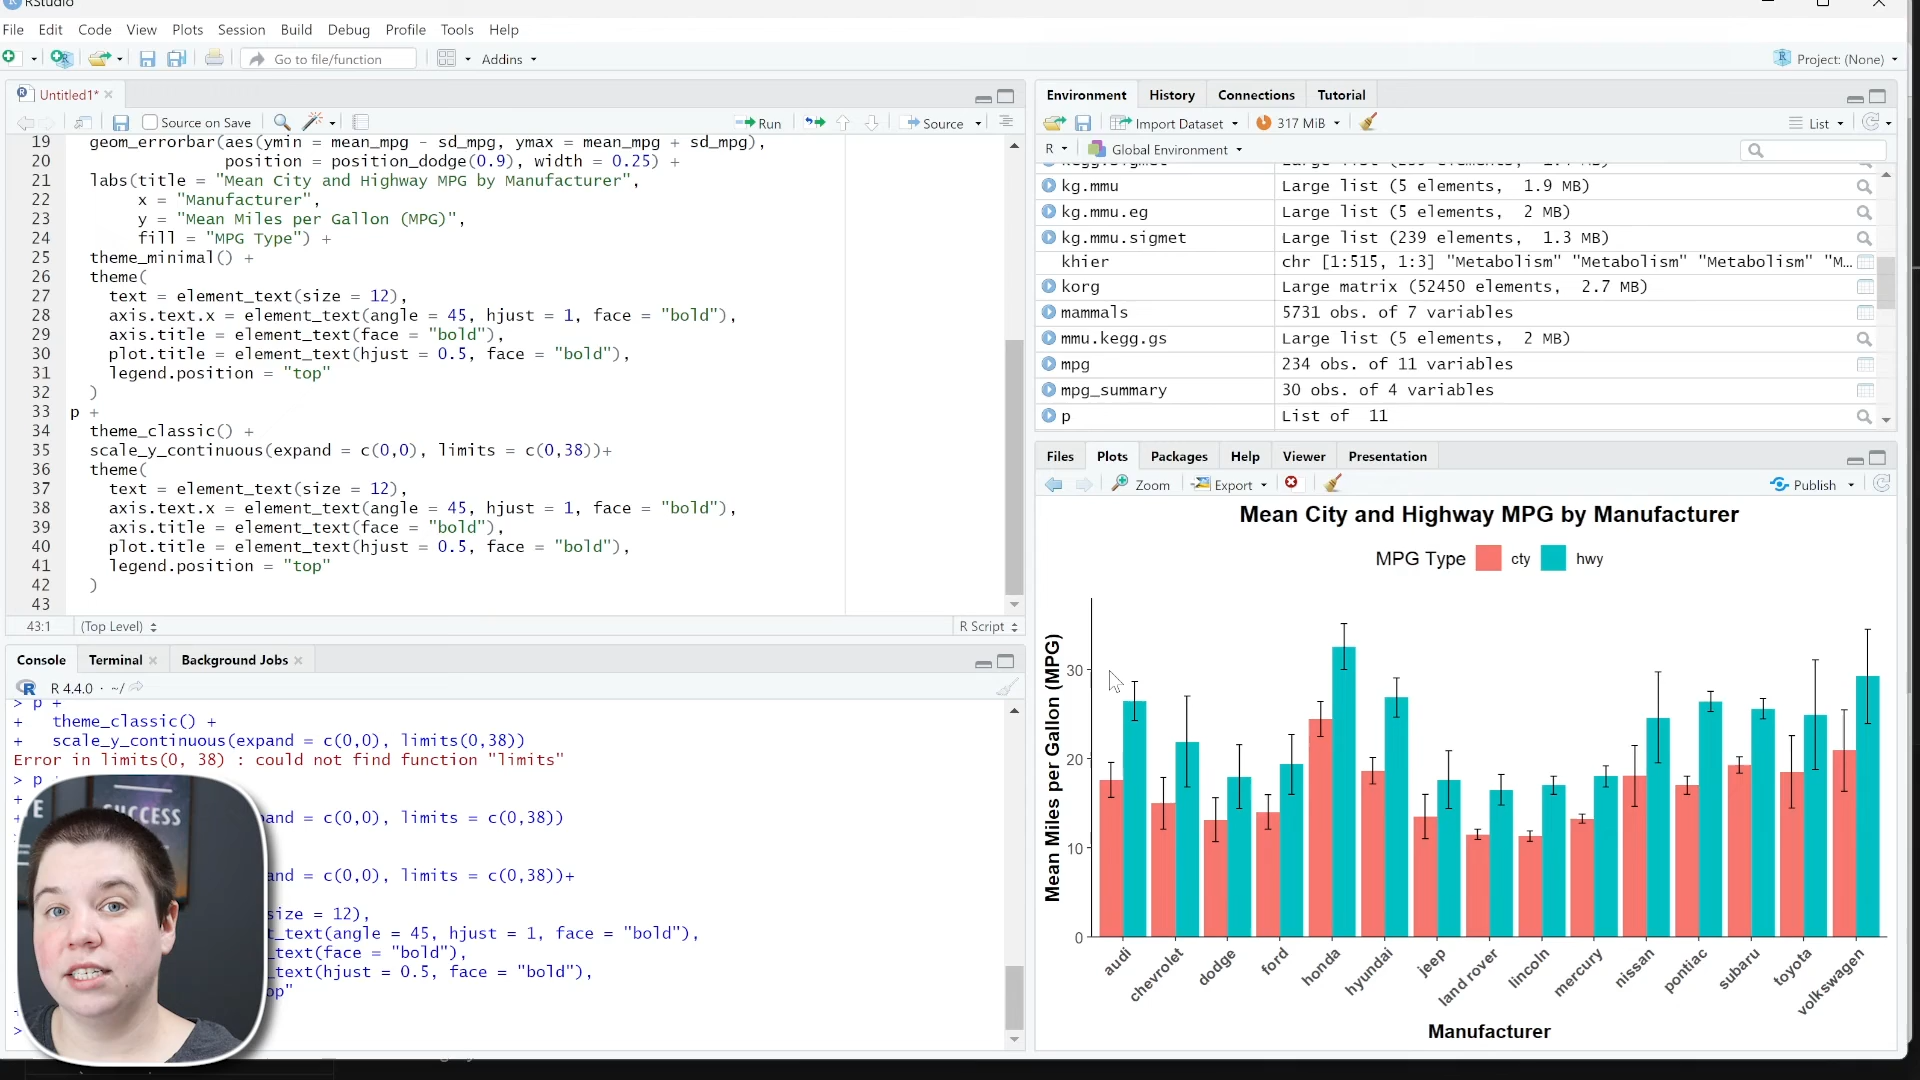 RStudio
File Edit Code View Plots Session Build Debug Profile Tools Help
Go to file/function Addins Project: (None)
Untitled1*
Source on Save Run Source
19 geom_errorbar(aes(ymin = mean_mpg - sd_mpg, ymax = mean_mpg + sd_mpg),
20 position = position_dodge(0.9), width = 0.25) +
21 labs(title = "Mean City and Highway MPG by Manufacturer",
22 x = "Manufacturer",
23 y = "Mean Miles per Gallon (MPG)",
24 fill = "MPG Type") +
25 theme_minimal() +
26 theme(
27 text = element_text(size = 12),
28 axis.text.x = element_text(angle = 45, hjust = 1, face = "bold"),
29 axis.title = element_text(face = "bold"),
30 plot.title = element_text(hjust = 0.5, face = "bold"),
31 legend.position = "top"
32 )
33 p +
34 theme_classic() +
35 scale_y_continuous(expand = c(0,0), limits = c(0,38))+
36 theme(
37 text = element_text(size = 12),
38 axis.text.x = element_text(angle = 45, hjust = 1, face = "bold"),
39 axis.title = element_text(face = "bold"),
40 plot.title = element_text(hjust = 0.5, face = "bold"),
41 legend.position = "top"
42 )
43
43:1 (Top Level) R Script
Console Terminal Background Jobs
R 4.4.0 · ~/
> p +
+ theme_classic() +
+ scale_y_continuous(expand = c(0,0), limits(0,38))
Error in limits(0, 38) : could not find function "limits"
> p
+
+ and = c(0,0), limits = c(0,38))
and = c(0,0), limits = c(0,38))+
size = 12),
t_text(angle = 45, hjust = 1, face = "bold"),
_text(face = "bold"),
_text(hjust = 0.5, face = "bold"),
op"
>
SUCCESS
Environment History Connections Tutorial
Import Dataset 317 MiB List
R Global Environment
kg.mmu Large list (5 elements, 1.9 MB)
kg.mmu.eg Large list (5 elements, 2 MB)
kg.mmu.sigmet Large list (239 elements, 1.3 MB)
khier chr [1:515, 1:3] "Metabolism" "Metabolism" "Metabolism" "M...
korg Large matrix (52450 elements, 2.7 MB)
mammals 5731 obs. of 7 variables
mmu.kegg.gs Large list (5 elements, 2 MB)
mpg 234 obs. of 11 variables
mpg_summary 30 obs. of 4 variables
p List of 11
Files Plots Packages Help Viewer Presentation
Zoom Export Publish
Mean City and Highway MPG by Manufacturer
MPG Type cty hwy
Mean Miles per Gallon (MPG)
30
20
10
0
audi chevrolet dodge ford honda hyundai jeep land rover lincoln mercury nissan pontiac subaru toyota volkswagen
Manufacturer